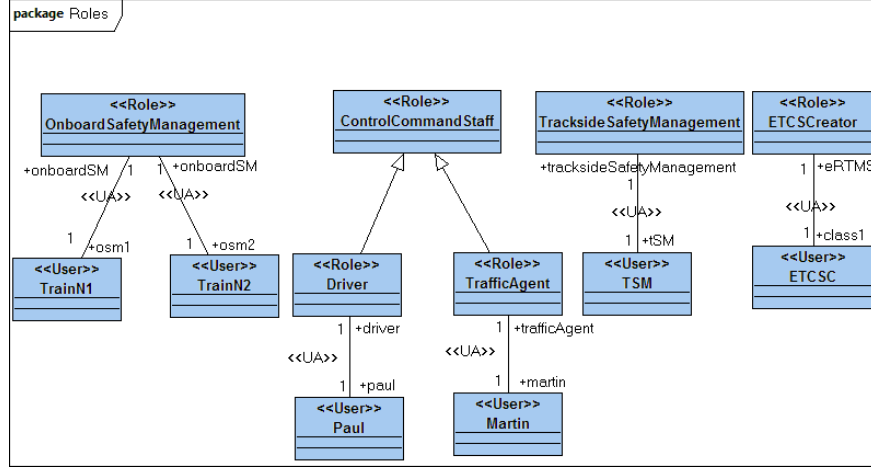 package Roles
<<Role>>
OnboardSafetyManagement
<<Role>>
ControlCommandStaff
<<Role>>
TracksideSafetyManagement
<<Role>>
ETCSCreator
+onboardSM 1
1 +onboardSM
+tracksideSafetyManagement
1
1 +eRTMS
<<UA>>
<<UA>>
<<UA>>
<<UA>>
1 +osm1
1 +osm2
1 +tSM
1 +class1
<<User>>
TrainN1
<<User>>
TrainN2
<<Role>>
Driver
<<Role>>
TrafficAgent
<<User>>
TSM
<<User>>
ETCSC
1 +driver
1 +trafficAgent
<<UA>>
<<UA>>
1 +paul
1 +martin
<<User>>
Paul
<<User>>
Martin